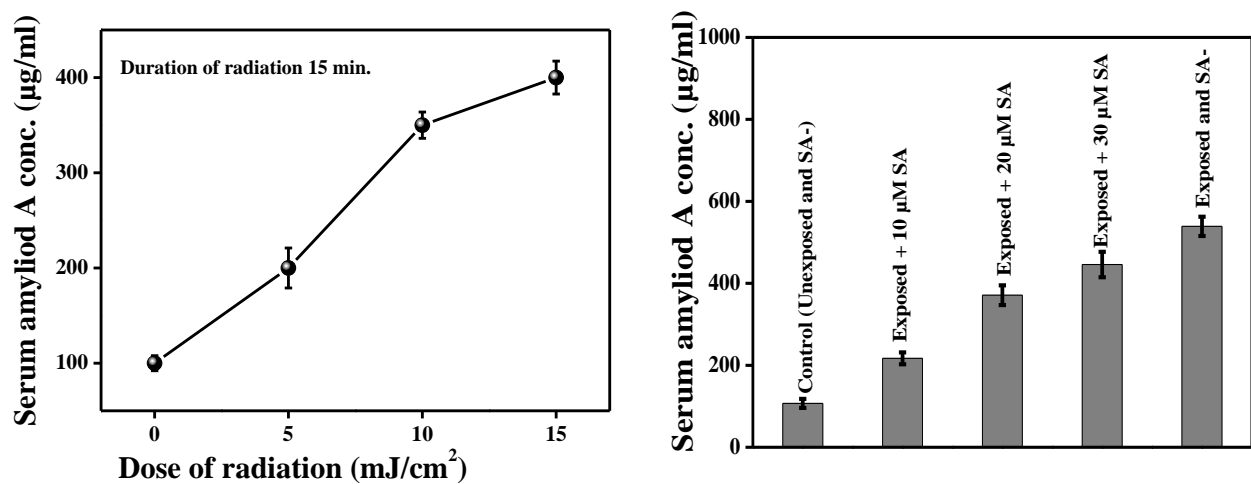 Serum amyliod A conc. (µg/ml)
400
300
200
100
Duration of radiation 15 min.
0
5
10
15
Dose of radiation (mJ/cm²)
Serum amyliod A conc. (µg/ml)
1000
800
600
400
200
0
Control (Unexposed and SA-)
Exposed + 10 µM SA
Exposed + 20 µM SA
Exposed + 30 µM SA
Exposed and SA-